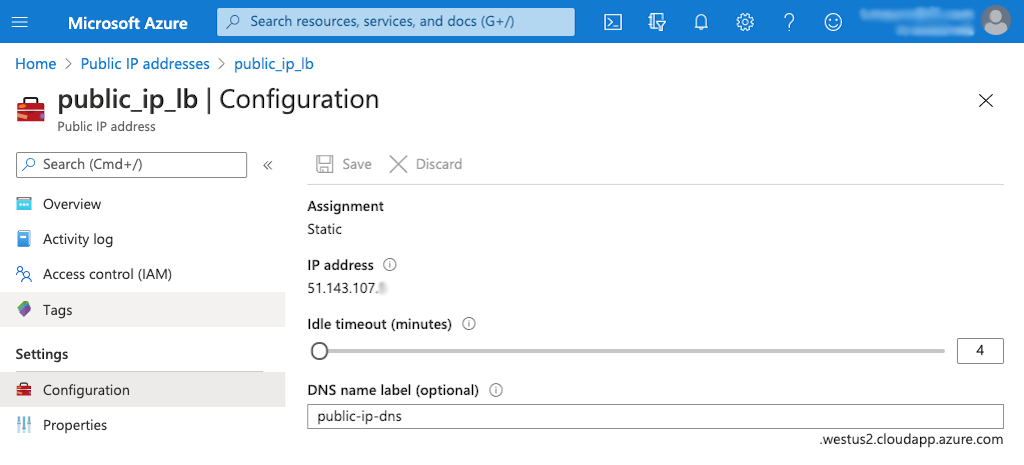 Microsoft Azure
Search resources, services, and docs (G+/)
Home > Public IP addresses > public_ip_lb
public_ip_lb | Configuration
Public IP address
Search (Cmd+/)
«
Save
Discard
Overview
Activity log
Access control (IAM)
Tags
Settings
Configuration
Properties
Assignment
Static
IP address
51.143.107.
Idle timeout (minutes)
4
DNS name label (optional)
public-ip-dns
.westus2.cloudapp.azure.com